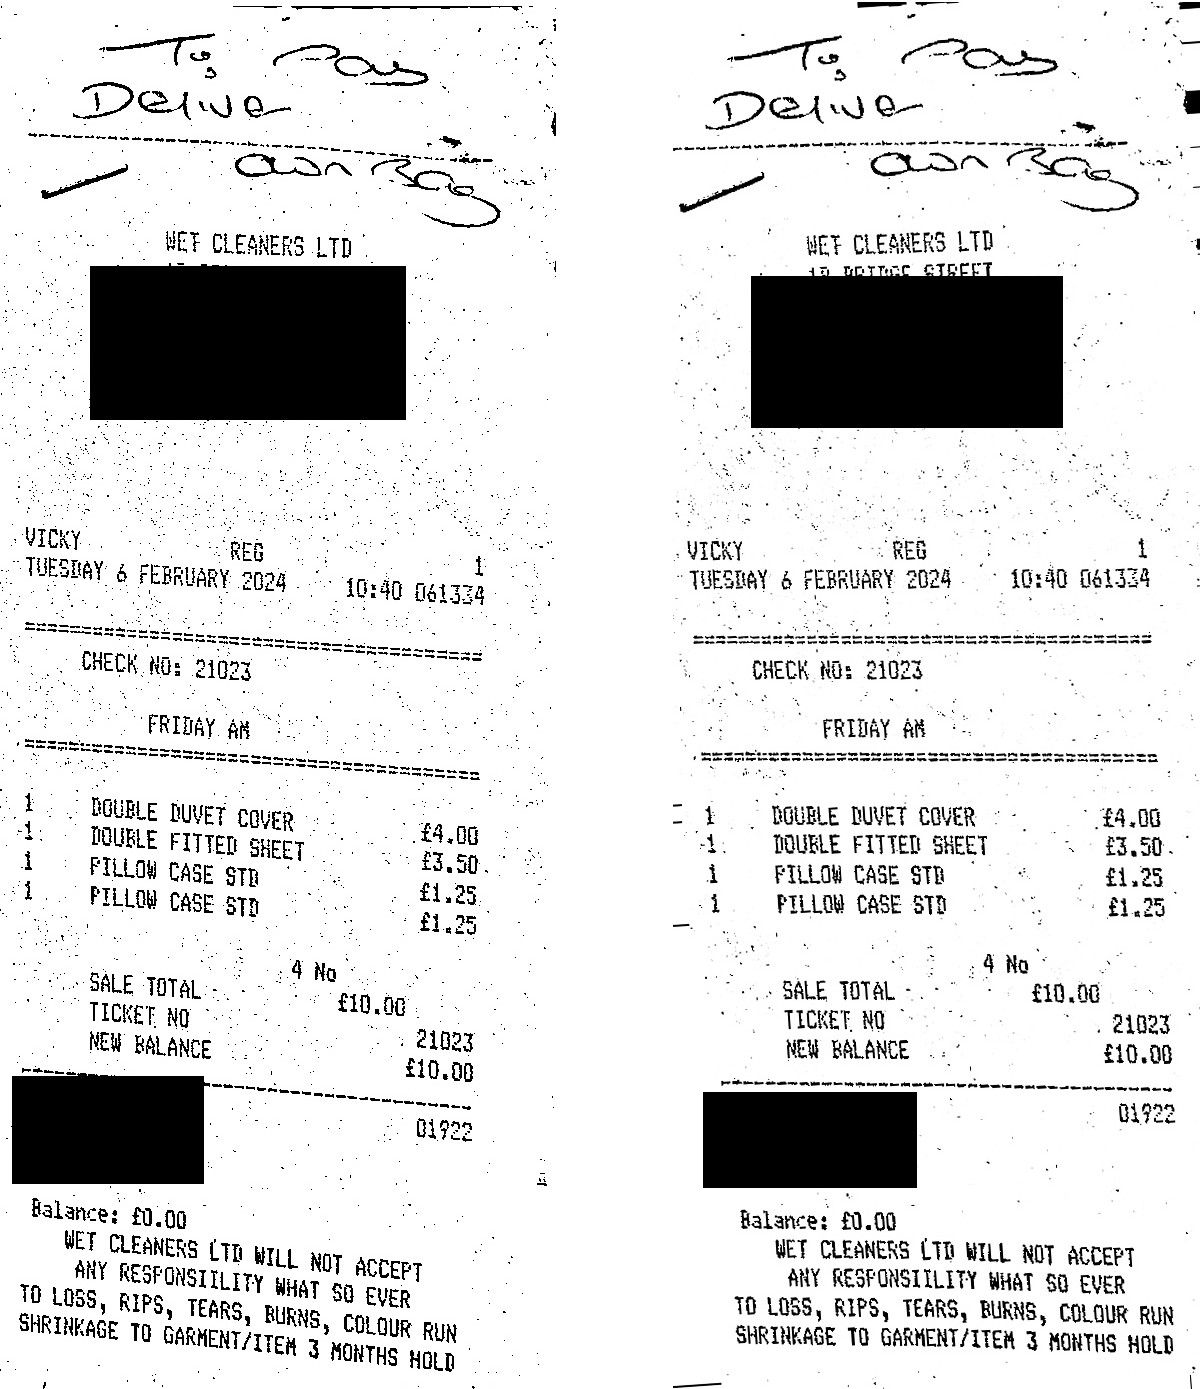 To Pay
Delive
Own Bag
WET CLEANERS LTD
VICKY REG 1
TUESDAY 6 FEBRUARY 2024 10:40 061334
CHECK NO: 21023
FRIDAY AM
1 DOUBLE DUVET COVER £4.00
1 DOUBLE FITTED SHEET £3.50
1 PILLOW CASE STD £1.25
1 PILLOW CASE STD £1.25
4 No
SALE TOTAL £10.00
TICKET NO 21023
NEW BALANCE £10.00
01922
Balance: £0.00
WET CLEANERS LTD WILL NOT ACCEPT
ANY RESPONSIILITY WHAT SO EVER
TO LOSS, RIPS, TEARS, BURNS, COLOUR RUN
SHRINKAGE TO GARMENT/ITEM 3 MONTHS HOLD
To Pay
Delive
Own Bag
WET CLEANERS LTD
BRIDGE STREET
VICKY REG 1
TUESDAY 6 FEBRUARY 2024 10:40 061334
CHECK NO: 21023
FRIDAY AM
1 DOUBLE DUVET COVER £4.00
1 DOUBLE FITTED SHEET £3.50
1 PILLOW CASE STD £1.25
1 PILLOW CASE STD £1.25
4 No
SALE TOTAL £10.00
TICKET NO 21023
NEW BALANCE £10.00
01922
Balance: £0.00
WET CLEANERS LTD WILL NOT ACCEPT
ANY RESPONSIILITY WHAT SO EVER
TO LOSS, RIPS, TEARS, BURNS, COLOUR RUN
SHRINKAGE TO GARMENT/ITEM 3 MONTHS HOLD